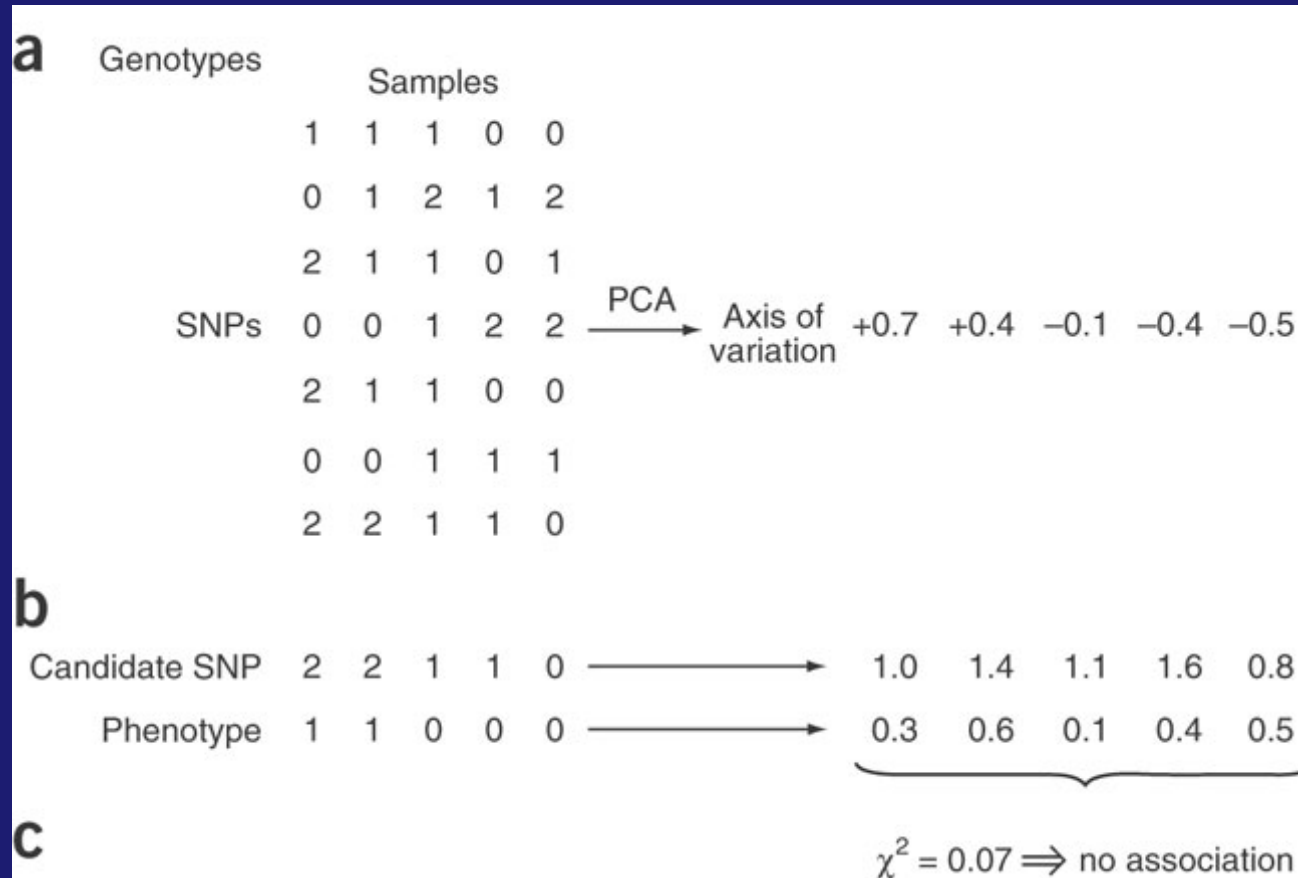 a Genotypes
Samples
1 1 1 0 0
0 1 2 1 2
2 1 1 0 1
SNPs 0 0 1 2 2 PCA Axis of variation +0.7 +0.4 −0.1 −0.4 −0.5
2 1 1 0 0
0 0 1 1 1
2 2 1 1 0
b
Candidate SNP 2 2 1 1 0 1.0 1.4 1.1 1.6 0.8
Phenotype 1 1 0 0 0 0.3 0.6 0.1 0.4 0.5
c
χ² = 0.07 ⟹ no association